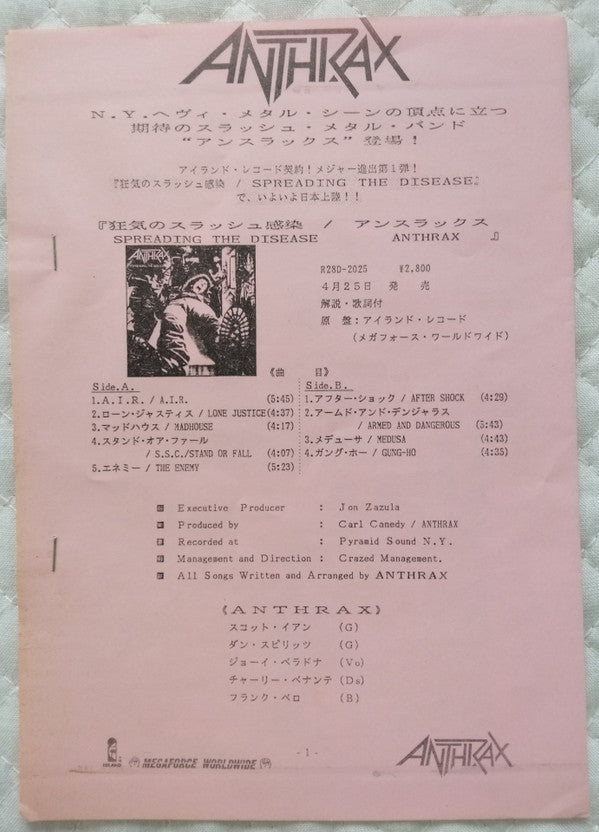 ANTHRAX
N.Y.ヘヴィ・メタル・シーンの頂点に立つ
期待のスラッシュ・メタル・バンド
“アンスラックス”登場！
アイランド・レコード契約！メジャー進出第1弾！
『狂気のスラッシュ感染 / SPREADING THE DISEASE』
で、いよいよ日本上陸！！
『狂気のスラッシュ感染 / アンスラックス
SPREADING THE DISEASE ANTHRAX 』
ANTHRAX
R28D-2025 ¥2,800
4月25日 発 売
解説・歌詞付
原 盤：アイランド・レコード
（メガフォース・ワールドワイド）
《曲 目》
Side.A.
1.A.I.R. / A.I.R. (5:45)
2.ローン・ジャスティス / LONE JUSTICE(4:37)
3.マッドハウス / MADHOUSE (4:17)
4.スタンド・オア・ファール
/ S.S.C./STAND OR FALL (4:07)
5.エネミー / THE ENEMY (5:23)
Side.B.
1.アフター・ショック / AFTER SHOCK (4:29)
2.アームド・アンド・デンジャラス
/ ARMED AND DANGEROUS (5:43)
3.メデューサ / MEDUSA (4:43)
4.ガング・ホー / GUNG-HO (4:35)
Executive Producer : Jon Zazula
Produced by : Carl Canedy / ANTHRAX
Recorded at : Pyramid Sound N.Y.
Management and Direction : Crazed Management.
All Songs Written and Arranged by ANTHRAX
《ANTHRAX》
スコット・イアン (G)
ダン・スピリッツ (G)
ジョーイ・ベラドナ (Vo)
チャーリー・ベナンテ (Ds)
フランク・ベロ (B)
ISLAND
MEGAFORCE WORLDWIDE
- 1 -
ANTHRAX